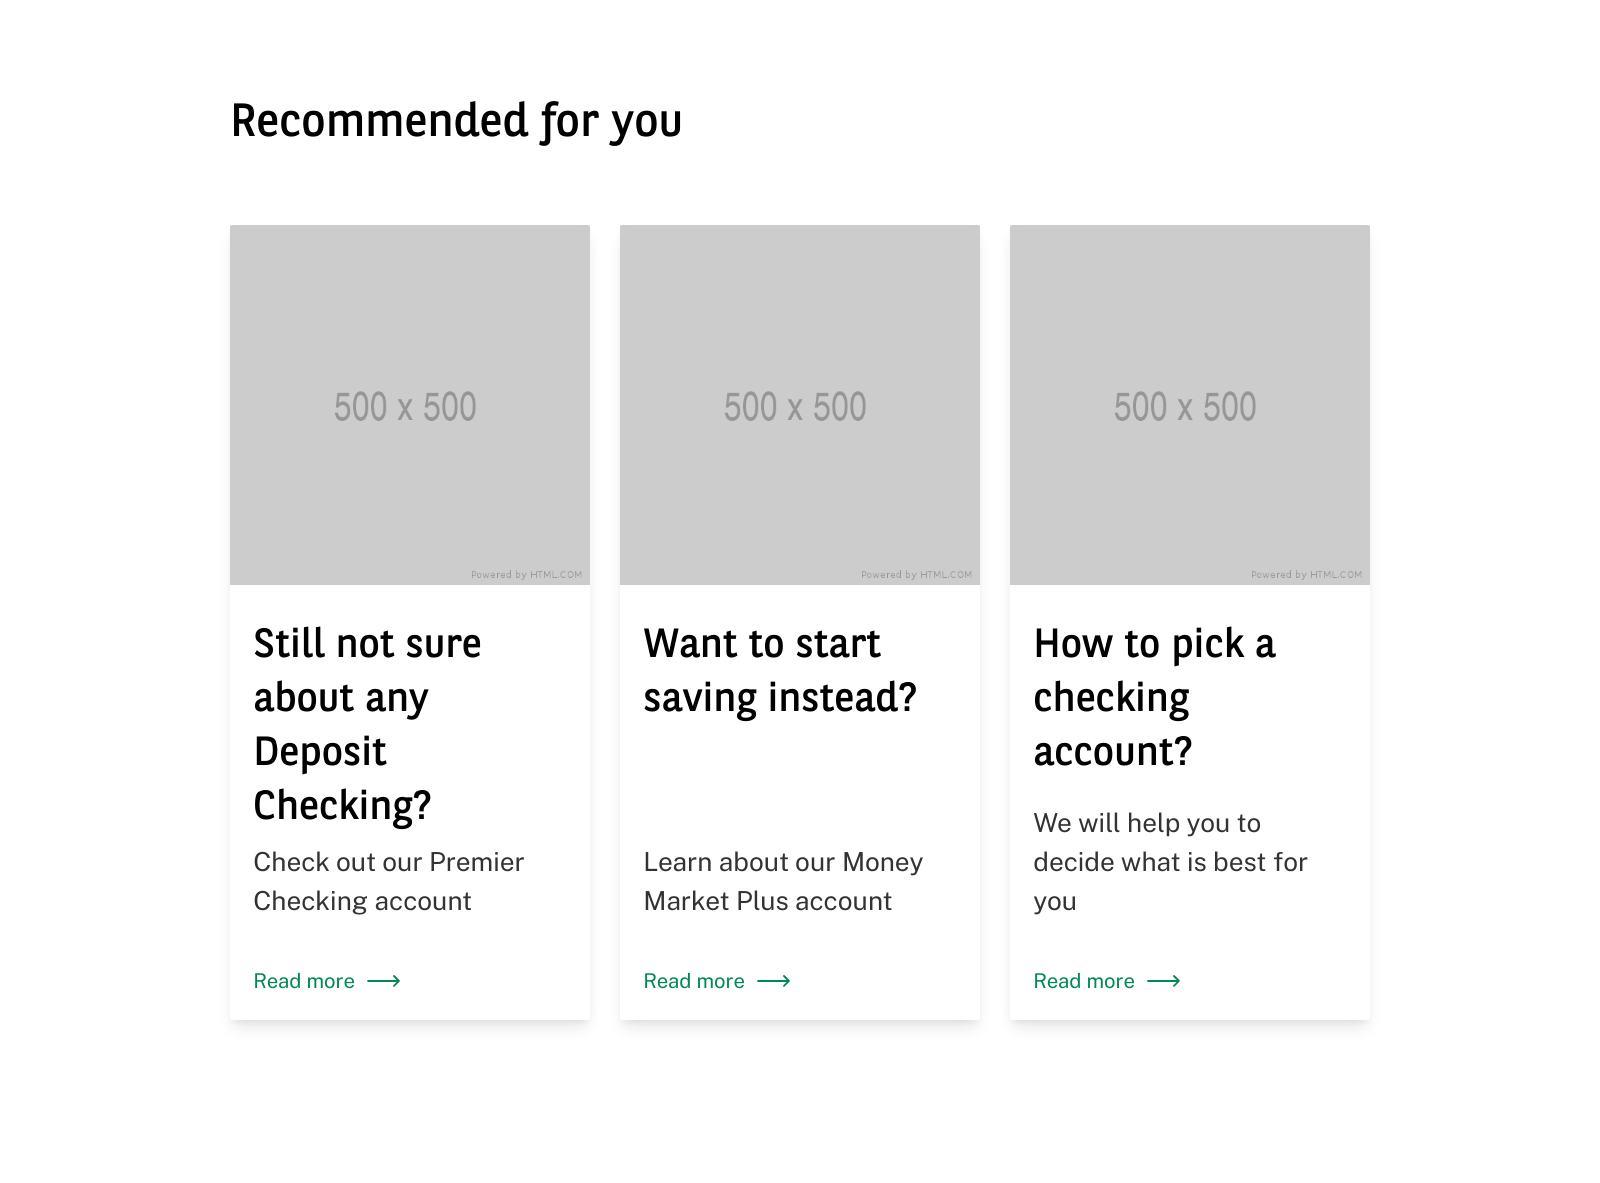 Recommended for you
500 x 500
Powered by HTML.COM
Still not sure
about any
Deposit
Checking?
Check out our Premier
Checking account
Read more
500 x 500
Powered by HTML.COM
Want to start
saving instead?
Learn about our Money
Market Plus account
Read more
500 x 500
Powered by HTML.COM
How to pick a
checking
account?
We will help you to
decide what is best for
you
Read more